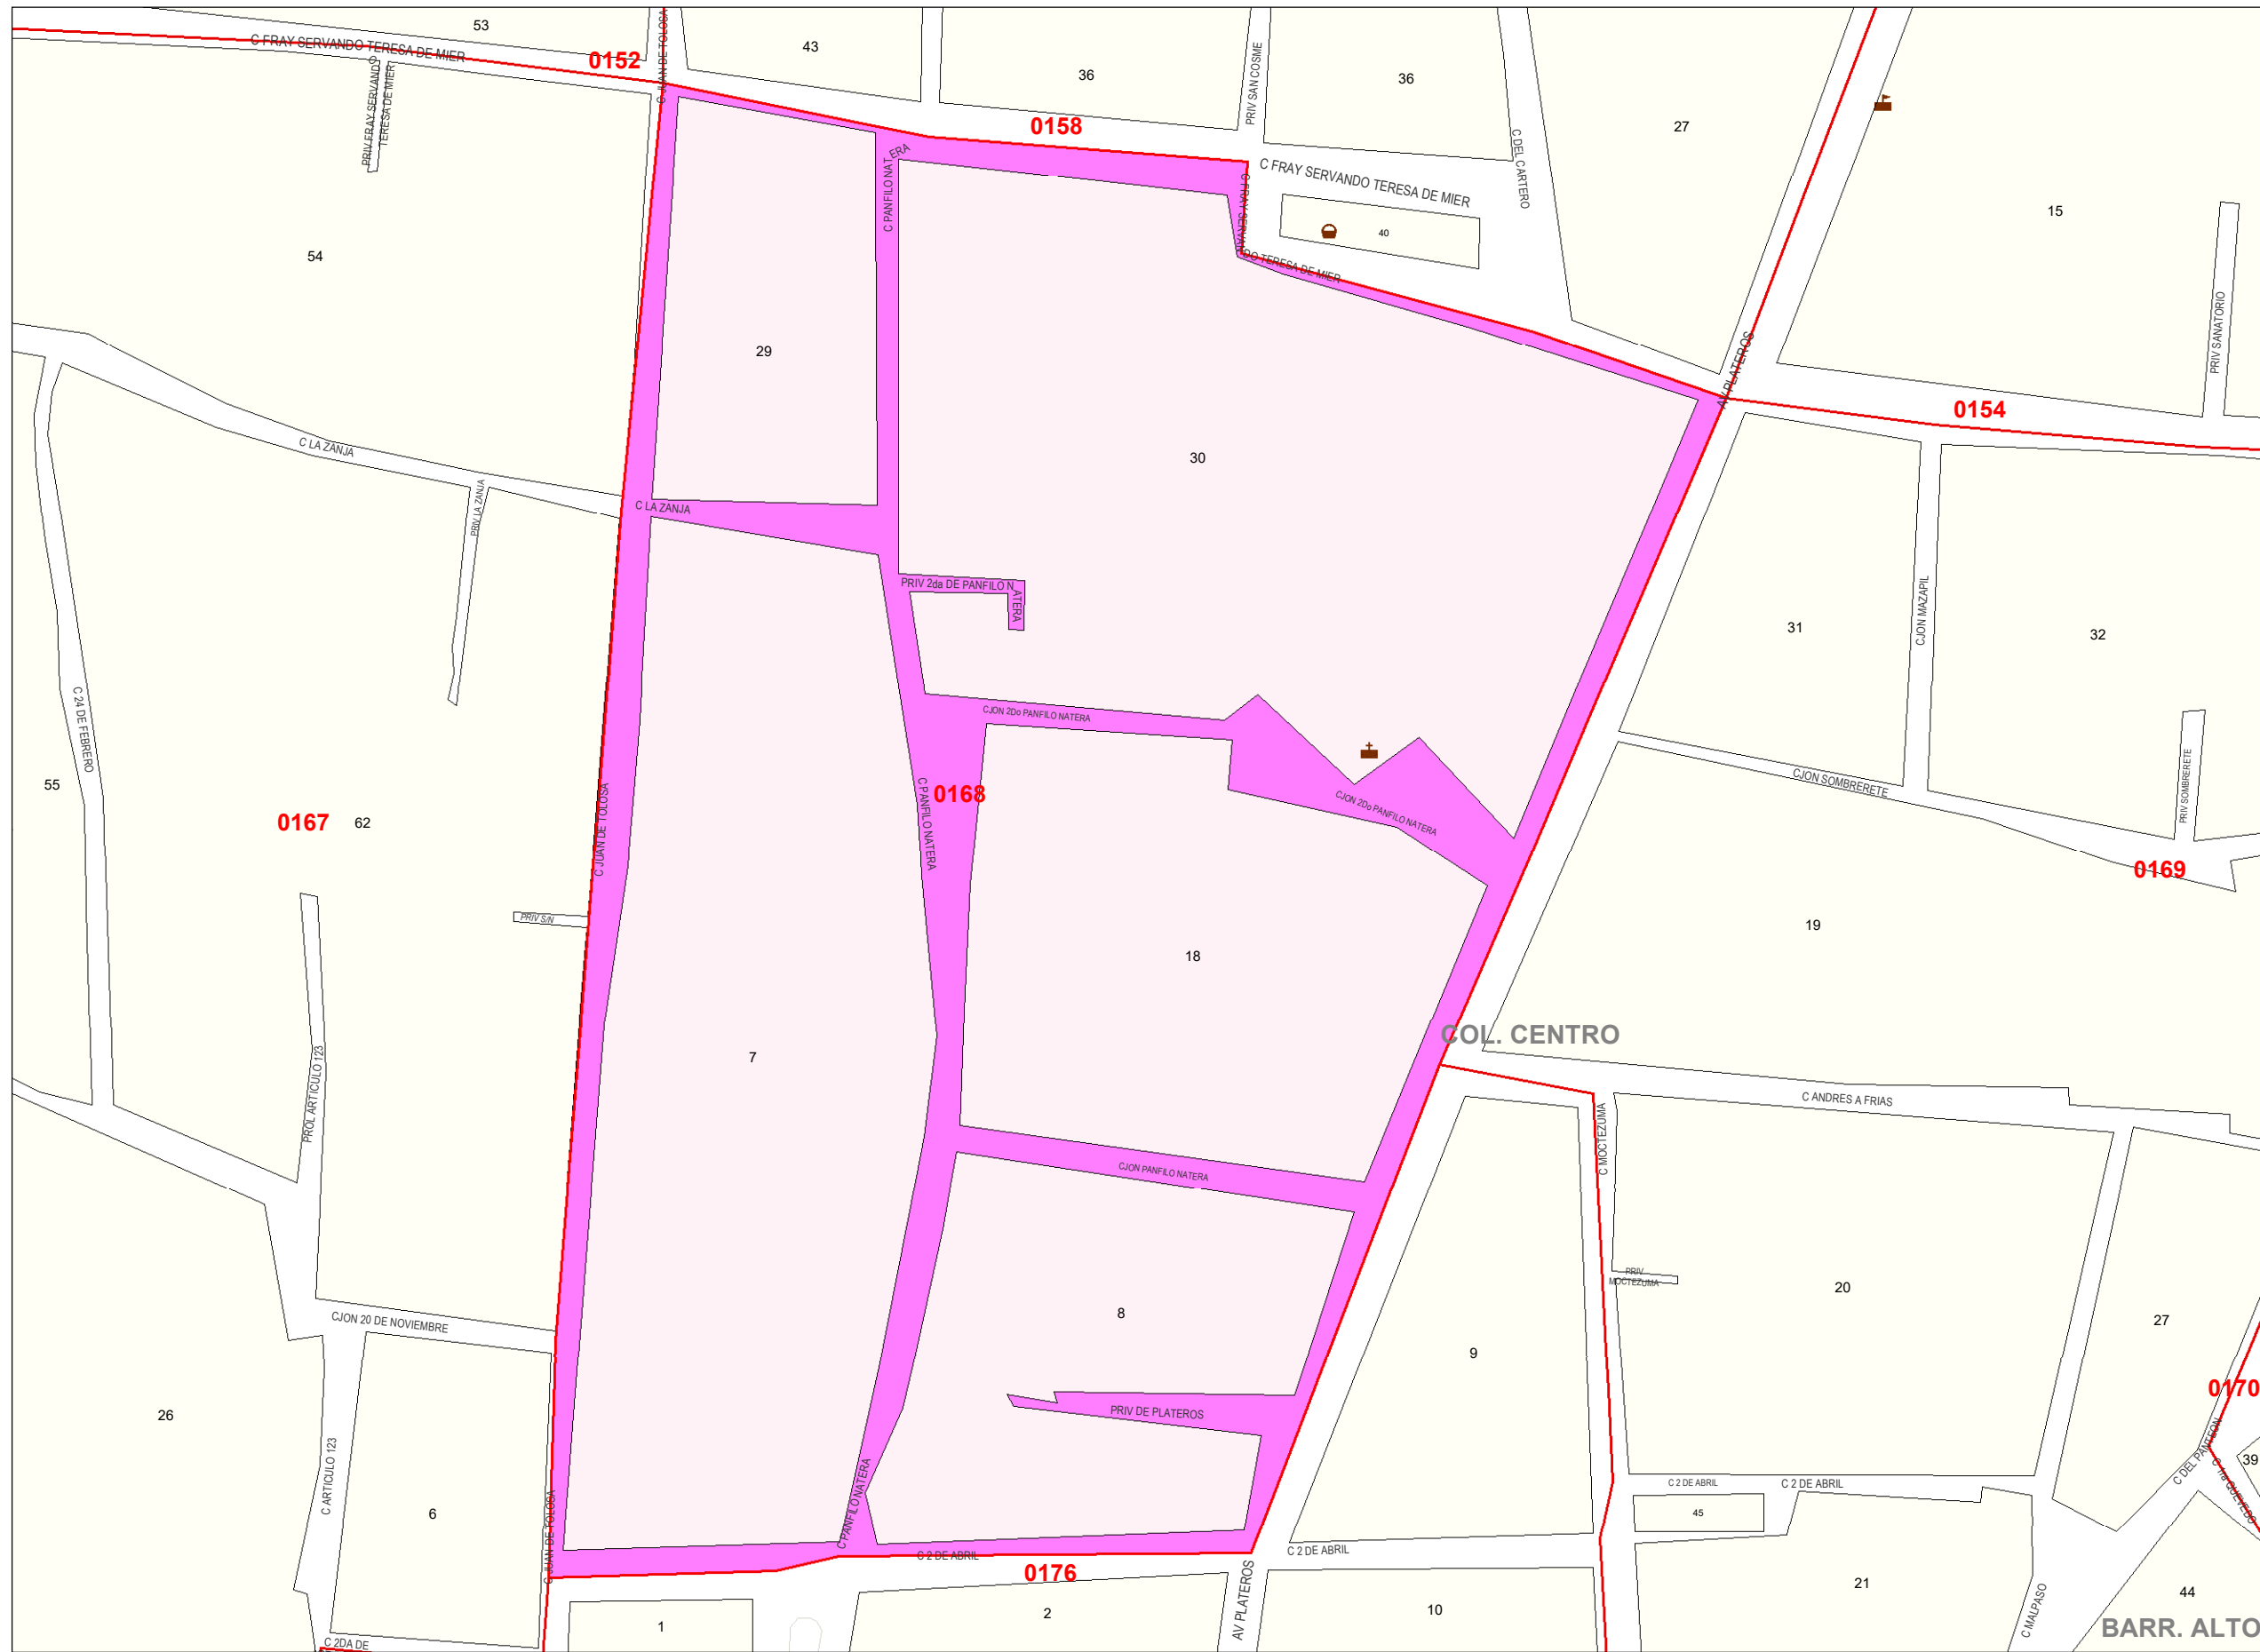 53
C FRAY SERVANDO TERESA DE MIER
0152
C JUAN DE TOLOSA
43
36
PRIV SAN COSME
36
27
PRIV FRAY SERVANDO
TERESA DE MIER
0158
C PANFILO NATERA
C FRAY SERVANDO TERESA DE MIER
C DEL CARTERO
15
54
C FRAY SERVANDO TERESA DE MIER
40
PRIV SANATORIO
29
AV PLATEROS
0154
C LA ZANJA
30
PRIV LA ZANJA
C LA ZANJA
PRIV 2da DE PANFILO NATERA
31
CJON MAZAPIL
32
C 24 DE FEBRERO
CJON 2Do PANFILO NATERA
55
0167
62
C JUAN DE TOLOSA
C PANFILO NATERA
0168
CJON 2Do PANFILO NATERA
CJON SOMBRERETE
PRIV SOMBRERETE
0169
PRIV S/N
19
18
COL. CENTRO
7
PROL ARTICULO 123
C ANDRES A FRIAS
C MOCTEZUMA
CJON PANFILO NATERA
PRIV
MOCTEZUMA
20
CJON 20 DE NOVIEMBRE
8
27
9
0170
26
PRIV DE PLATEROS
C DEL PANTEON
39
C ARTICULO 123
C 1ra QUEVEDO
C 2 DE ABRIL
C 2 DE ABRIL
6
C JUAN DE TOLOSA
C PANFILO NATERA
45
C 2 DE ABRIL
C 2 DE ABRIL
0176
AV PLATEROS
21
C MALPASO
44
1
2
10
BARR. ALTO
C 2DA DE